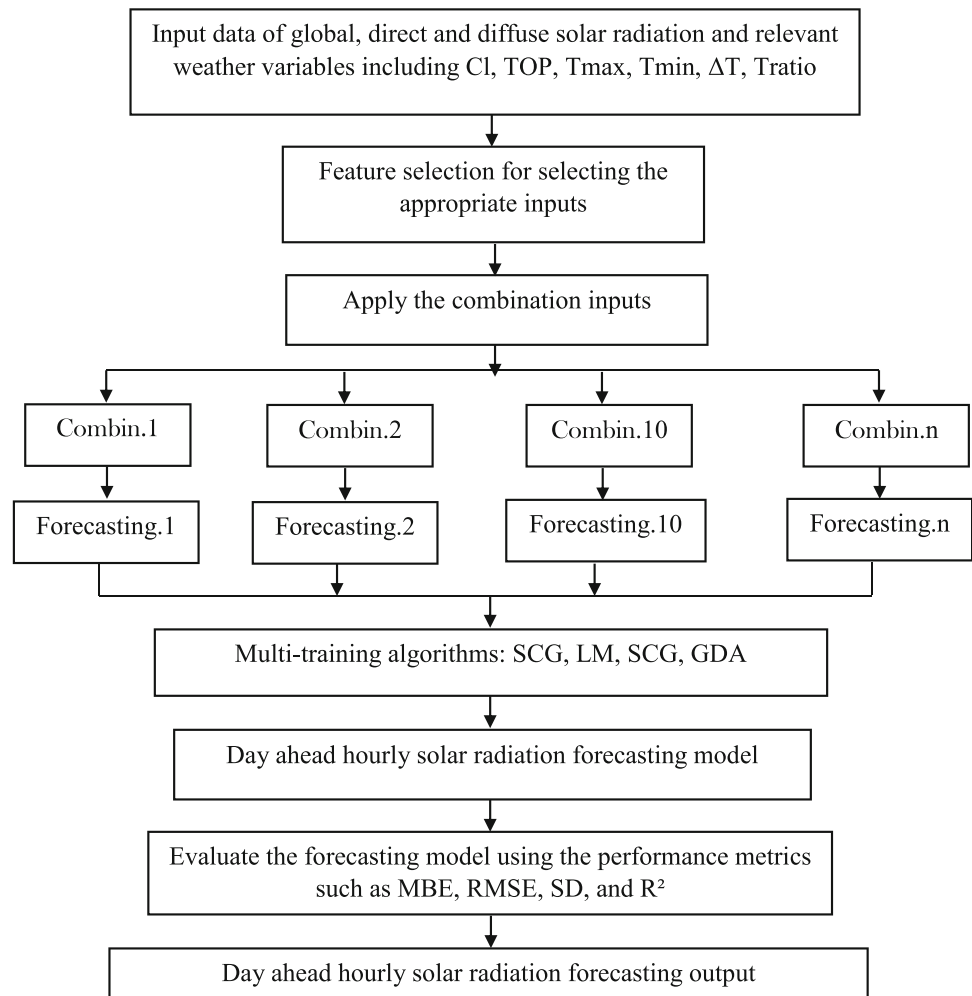 Input data of global, direct and diffuse solar radiation and relevant
weather variables including Cl, TOP, Tmax, Tmin, ΔT, Tratio
Feature selection for selecting the
appropriate inputs
Apply the combination inputs
Combin.1
Combin.2
Combin.10
Combin.n
Forecasting.1
Forecasting.2
Forecasting.10
Forecasting.n
Multi-training algorithms: SCG, LM, SCG, GDA
Day ahead hourly solar radiation forecasting model
Evaluate the forecasting model using the performance metrics
such as MBE, RMSE, SD, and R²
Day ahead hourly solar radiation forecasting output